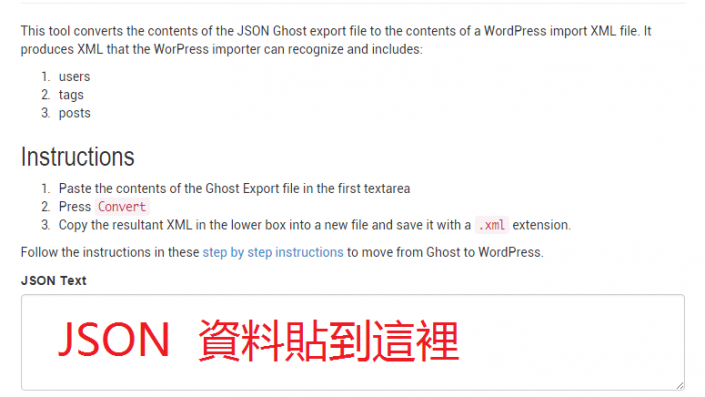 This tool converts the contents of the JSON Ghost export file to the contents of a WordPress import XML file. It
produces XML that the WorPress importer can recognize and includes:
1. users
2. tags
3. posts
Instructions
1. Paste the contents of the Ghost Export file in the first textarea
2. Press Convert
3. Copy the resultant XML in the lower box into a new file and save it with a .xml extension.
Follow the instructions in these step by step instructions to move from Ghost to WordPress.
JSON Text
JSON 資料貼到這裡